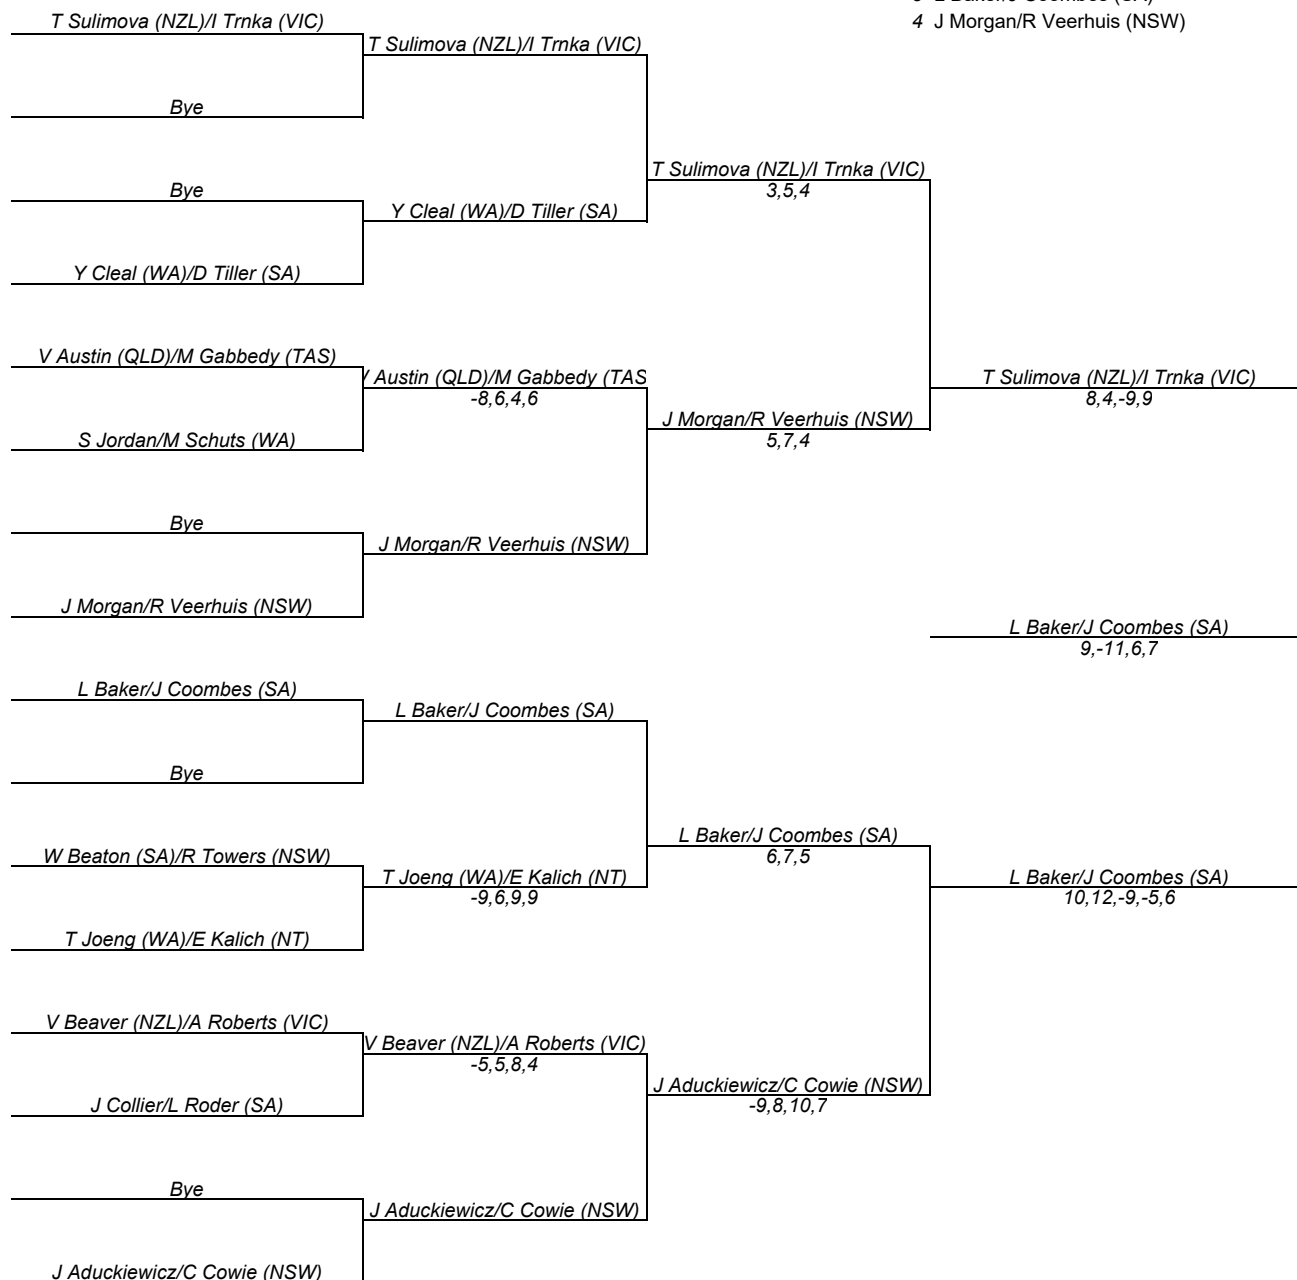 4 J Morgan/R Veerhuis (NSW)
T Sulimova (NZL)/I Trnka (VIC)
T Sulimova (NZL)/I Trnka (VIC)
Bye
T Sulimova (NZL)/I Trnka (VIC)
3,5,4
Bye
Y Cleal (WA)/D Tiller (SA)
Y Cleal (WA)/D Tiller (SA)
V Austin (QLD)/M Gabbedy (TAS)
Austin (QLD)/M Gabbedy (TAS
-8,6,4,6
T Sulimova (NZL)/I Trnka (VIC)
8,4,-9,9
J Morgan/R Veerhuis (NSW)
5,7,4
S Jordan/M Schuts (WA)
Bye
J Morgan/R Veerhuis (NSW)
J Morgan/R Veerhuis (NSW)
L Baker/J Coombes (SA)
9,-11,6,7
L Baker/J Coombes (SA)
L Baker/J Coombes (SA)
Bye
L Baker/J Coombes (SA)
6,7,5
W Beaton (SA)/R Towers (NSW)
T Joeng (WA)/E Kalich (NT)
-9,6,9,9
L Baker/J Coombes (SA)
10,12,-9,-5,6
T Joeng (WA)/E Kalich (NT)
V Beaver (NZL)/A Roberts (VIC)
V Beaver (NZL)/A Roberts (VIC)
-5,5,8,4
J Aduckiewicz/C Cowie (NSW)
-9,8,10,7
J Collier/L Roder (SA)
Bye
J Aduckiewicz/C Cowie (NSW)
J Aduckiewicz/C Cowie (NSW)